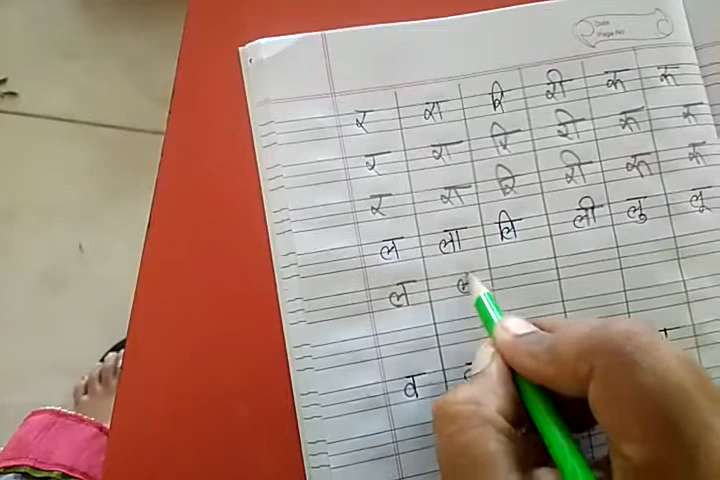 Date
Page No.
र रा रि री रु रू
र रा रि री रु रू
र रा रि री रु रू
ल ला लि ली लु लू
ल ल
व